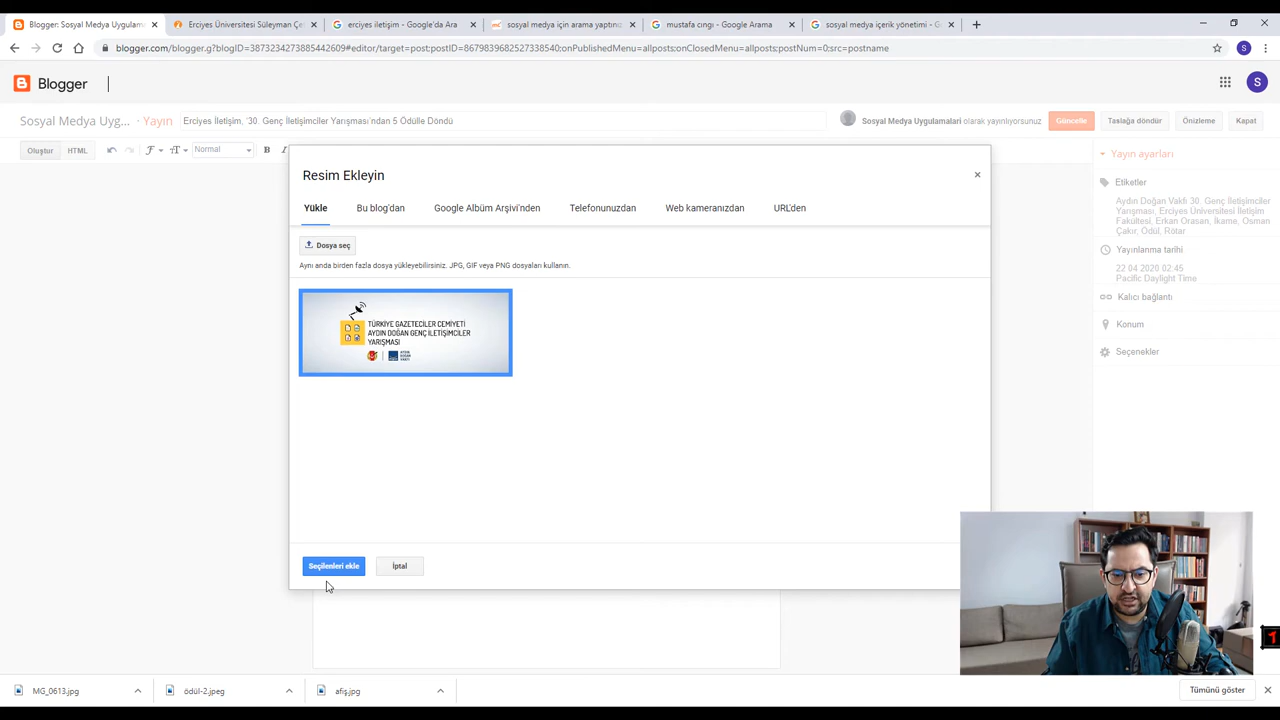 Blogger: Sosyal Medya Uygulama
Erciyes Üniversitesi Süleyman Çe
erciyes iletişim - Google'da Ara
sosyal medya için arama yaptını
mustafa cıngı - Google Arama
sosyal medya içerik yönetimi - G
blogger.com/blogger.g?blogID=3873234273885442609#editor/target=post;postID=8679839682527338540;onPublishedMenu=allposts;onClosedMenu=allposts;postNum=0;src=postname
S
Blogger
S
Sosyal Medya Uyg... · Yayın
Erciyes İletişim, '30. Genç İletişimciler Yarışması'ndan 5 Ödülle Döndü
Sosyal Medya Uygulamalari olarak yayınlıyorsunuz
Güncelle
Taslağa döndür
Önizleme
Kapat
Oluştur
HTML
Normal
B
Resim Ekleyin
Yükle
Bu blog'dan
Google Albüm Arşivi'nden
Telefonunuzdan
Web kameranızdan
URL'den
Dosya seç
Aynı anda birden fazla dosya yükleyebilirsiniz. JPG, GIF veya PNG dosyaları kullanın.
TÜRKİYE GAZETECİLER CEMİYETİ
AYDIN DOĞAN GENÇ İLETİŞİMCİLER
YARIŞMASI
AYDIN
DOĞAN
VAKFI
Seçilenleri ekle
İptal
Yayın ayarları
Etiketler
Aydın Doğan Vakfı 30. Genç İletişimciler
Yarışması, Erciyes Üniversitesi İletişim
Fakültesi, Erkan Orasan, İkame, Osman
Çakır, Ödül, Rötar
Yayınlanma tarihi
22 04 2020 02:45
Pacific Daylight Time
Kalıcı bağlantı
Konum
Seçenekler
1
MG_0613.jpg
ödül-2.jpeg
afiş.jpg
Tümünü göster